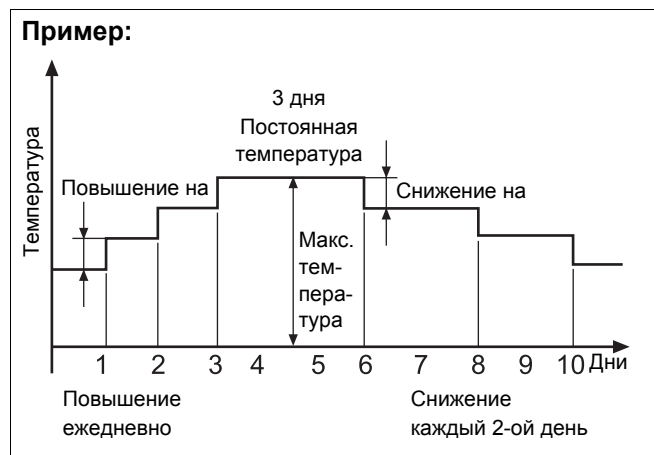 Пример:
3 дня
Постоянная
температура
Температура
Повышение на
Снижение на
Макс.
тем-
пера-
тура
1 2 3 4 5 6 7 8 9 10 Дни
Повышение
ежедневно
Снижение
каждый 2-ой день